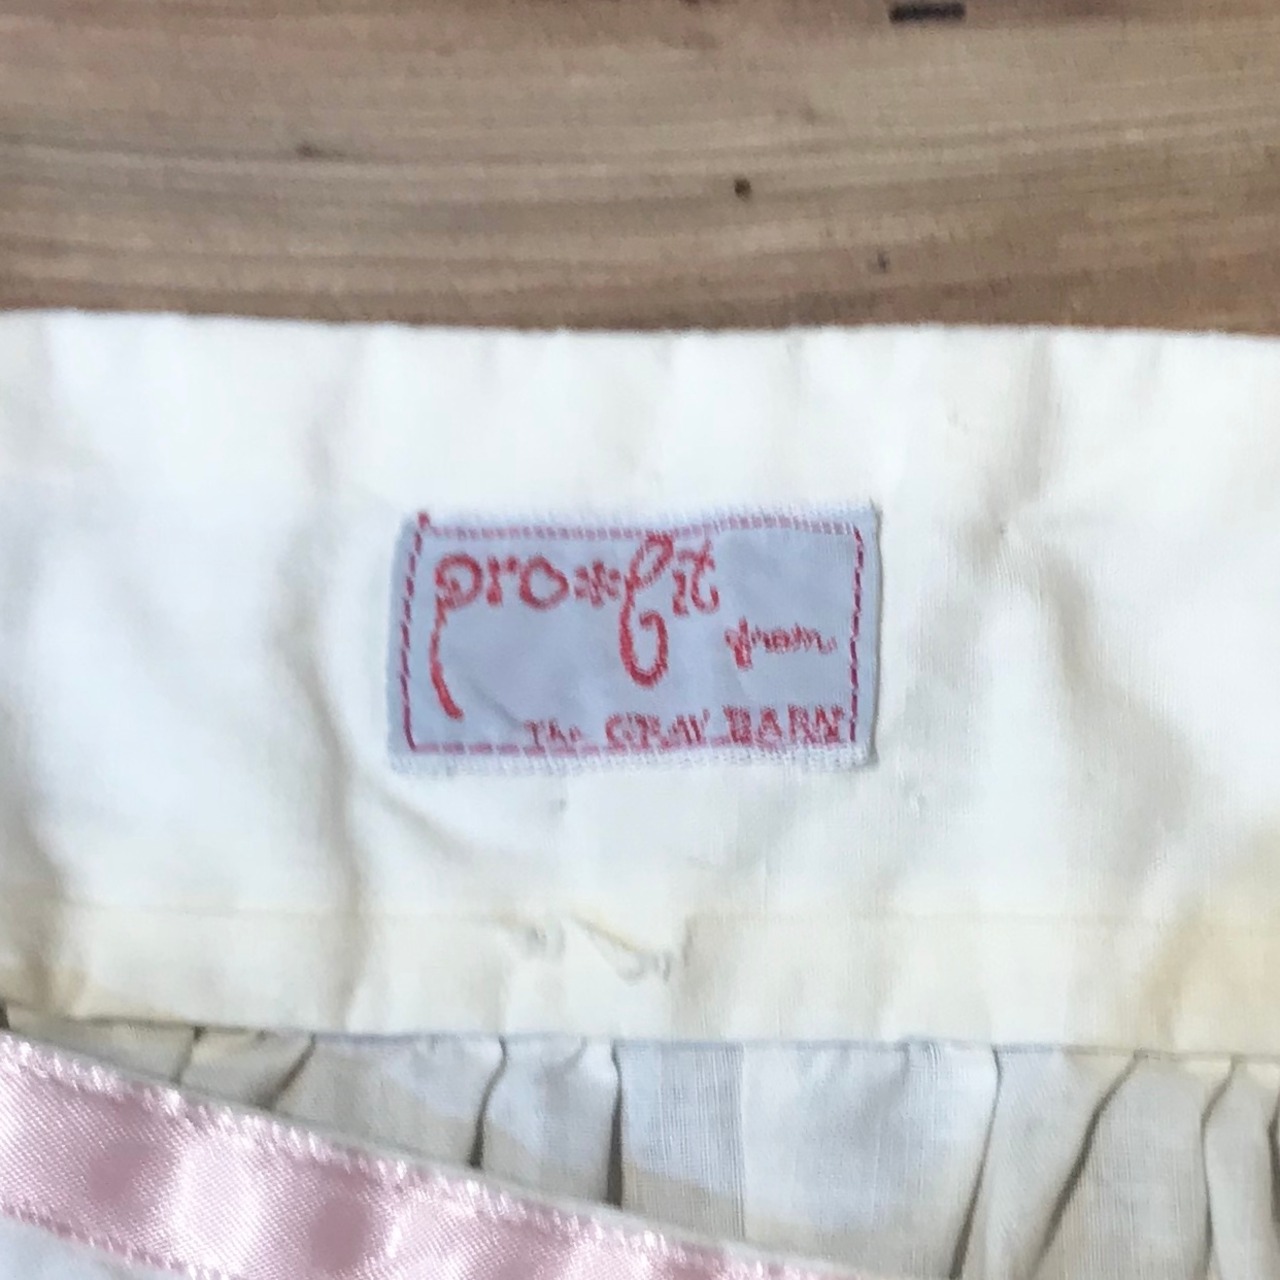 pro*fit
from
The GRAY BARN